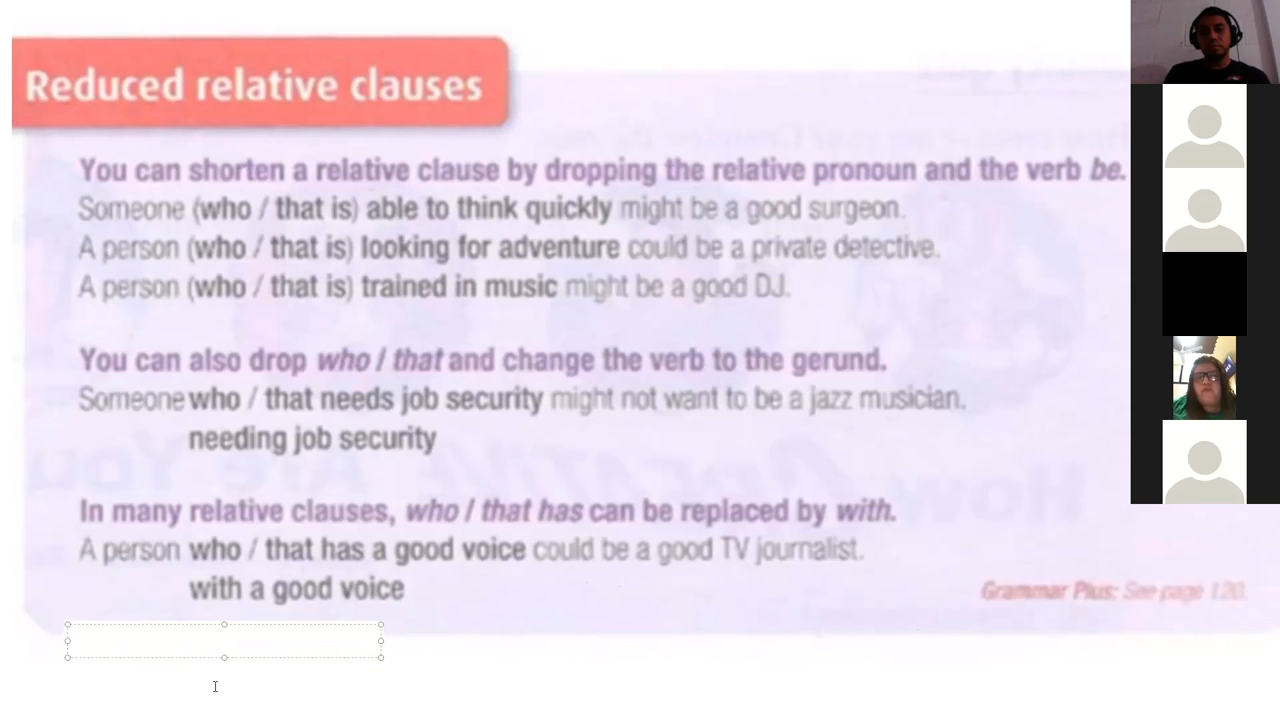 Reduced relative clauses
You can shorten a relative clause by dropping the relative pronoun and the verb be.
Someone (who / that is) able to think quickly might be a good surgeon.
A person (who / that is) looking for adventure could be a private detective.
A person (who / that is) trained in music might be a good DJ.
You can also drop who / that and change the verb to the gerund.
Someone who / that needs job security might not want to be a jazz musician.
needing job security
In many relative clauses, who / that has can be replaced by with.
A person who / that has a good voice could be a good TV journalist.
with a good voice
Grammar Plus: See page 120.